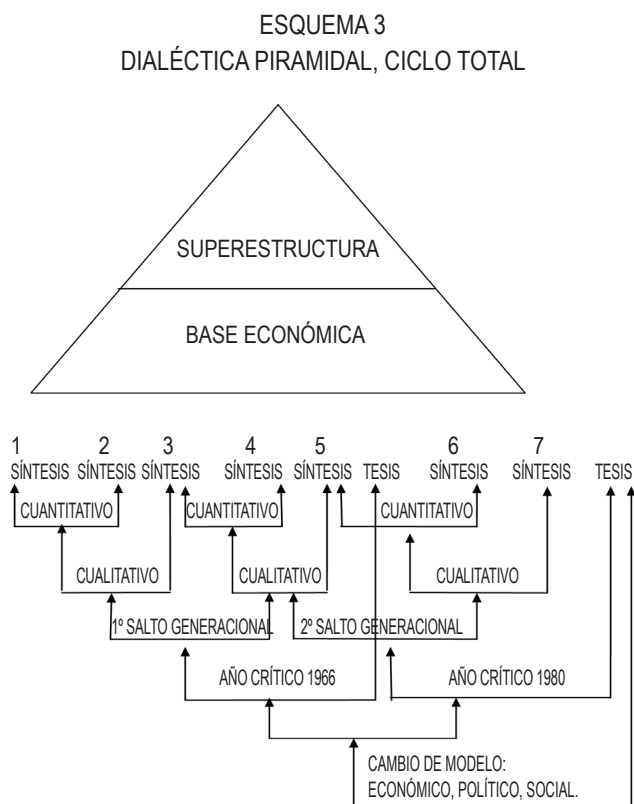 ESQUEMA 3
DIALÉCTICA PIRAMIDAL, CICLO TOTAL
SUPERESTRUCTURA
BASE ECONÓMICA
1 2 3 4 5 6 7
SÍNTESIS SÍNTESIS SÍNTESIS SÍNTESIS SÍNTESIS TESIS SÍNTESIS SÍNTESIS TESIS
CUANTITATIVO CUANTITATIVO CUANTITATIVO
CUALITATIVO CUALITATIVO CUALITATIVO
1º SALTO GENERACIONAL 2º SALTO GENERACIONAL
AÑO CRÍTICO 1966 AÑO CRÍTICO 1980
CAMBIO DE MODELO:
ECONÓMICO, POLÍTICO, SOCIAL.